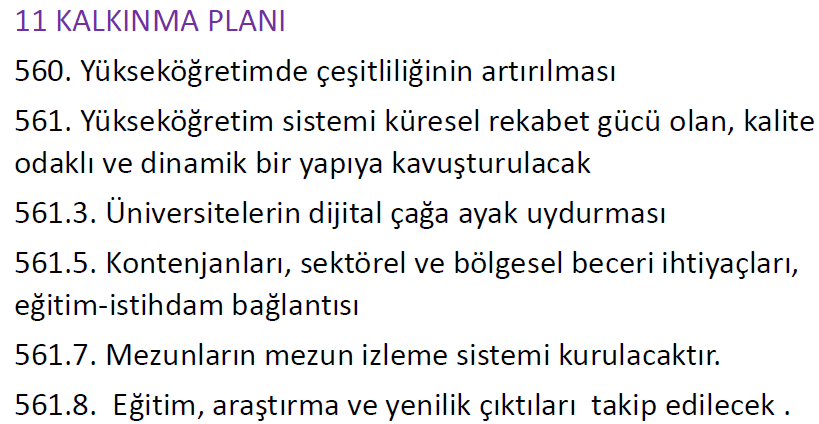 11 KALKINMA PLANI
560. Yükseköğretimde çeşitliliğinin artırılması
561. Yükseköğretim sistemi küresel rekabet gücü olan, kalite
odaklı ve dinamik bir yapıya kavuşturulacak
561.3. Üniversitelerin dijital çağa ayak uydurması
561.5. Kontenjanları, sektörel ve bölgesel beceri ihtiyaçları,
eğitim-istihdam bağlantısı
561.7. Mezunların mezun izleme sistemi kurulacaktır.
561.8.  Eğitim, araştırma ve yenilik çıktıları  takip edilecek .